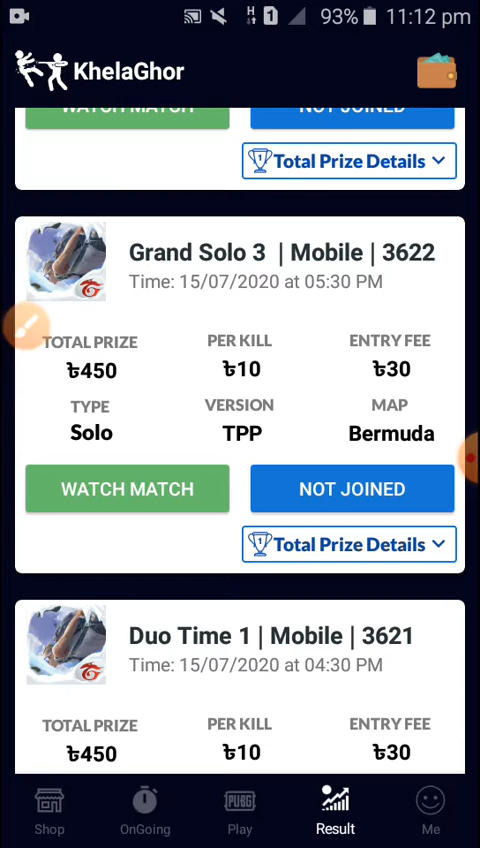 H 1 93% 11:12 pm
KhelaGhor
WATCH MATCH NOT JOINED
1 Total Prize Details
Grand Solo 3 | Mobile | 3622
Time: 15/07/2020 at 05:30 PM
TOTAL PRIZE PER KILL ENTRY FEE
৳450 ৳10 ৳30
TYPE VERSION MAP
Solo TPP Bermuda
WATCH MATCH NOT JOINED
1 Total Prize Details
Duo Time 1 | Mobile | 3621
Time: 15/07/2020 at 04:30 PM
TOTAL PRIZE PER KILL ENTRY FEE
৳450 ৳10 ৳30
PUBG
Shop OnGoing Play Result Me